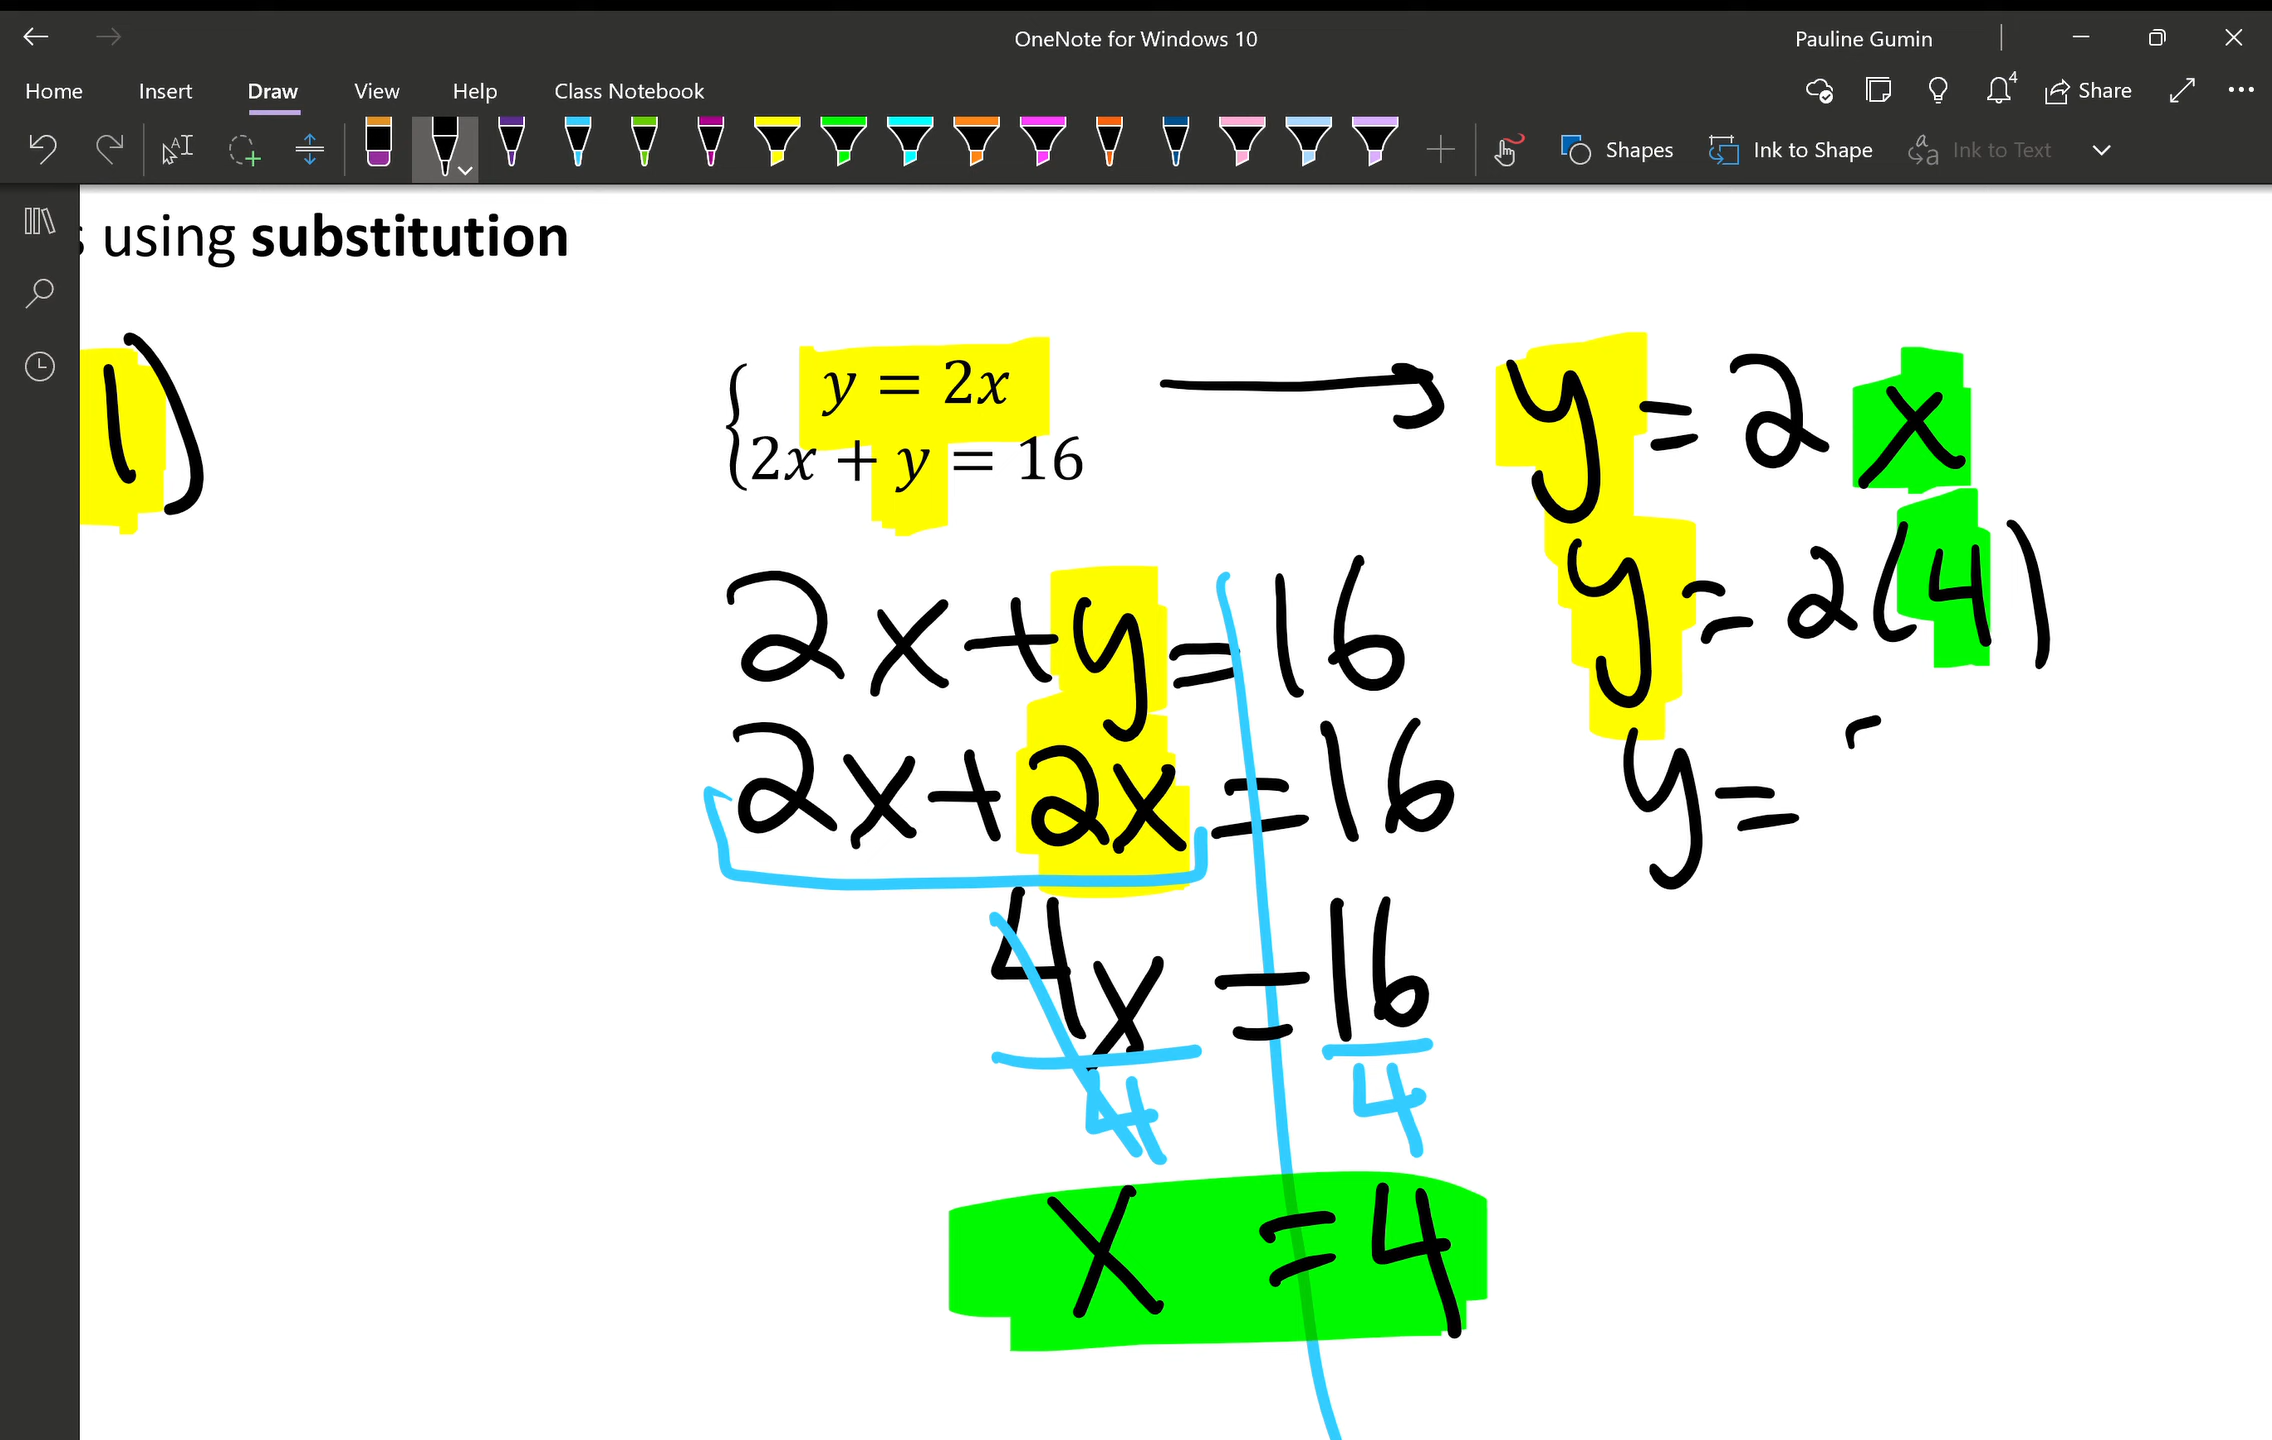 OneNote for Windows 10
Pauline Gumin
Home Insert Draw View Help Class Notebook
4 Share
Shapes Ink to Shape Ink to Text
using substitution
1)
y = 2x
2x + y = 16
y = 2x
y = 2(4)
y =
2x + y = 16
2x + 2x = 16
4x = 16
4 4
x = 4